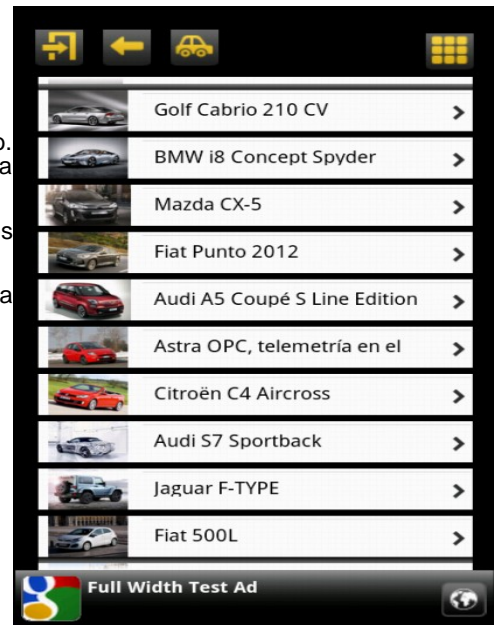 o.
a
s
a
Golf Cabrio 210 CV
BMW i8 Concept Spyder
Mazda CX-5
Fiat Punto 2012
Audi A5 Coupé S Line Edition
Astra OPC, telemetría en el
Citroën C4 Aircross
Audi S7 Sportback
Jaguar F-TYPE
Fiat 500L
Full Width Test Ad